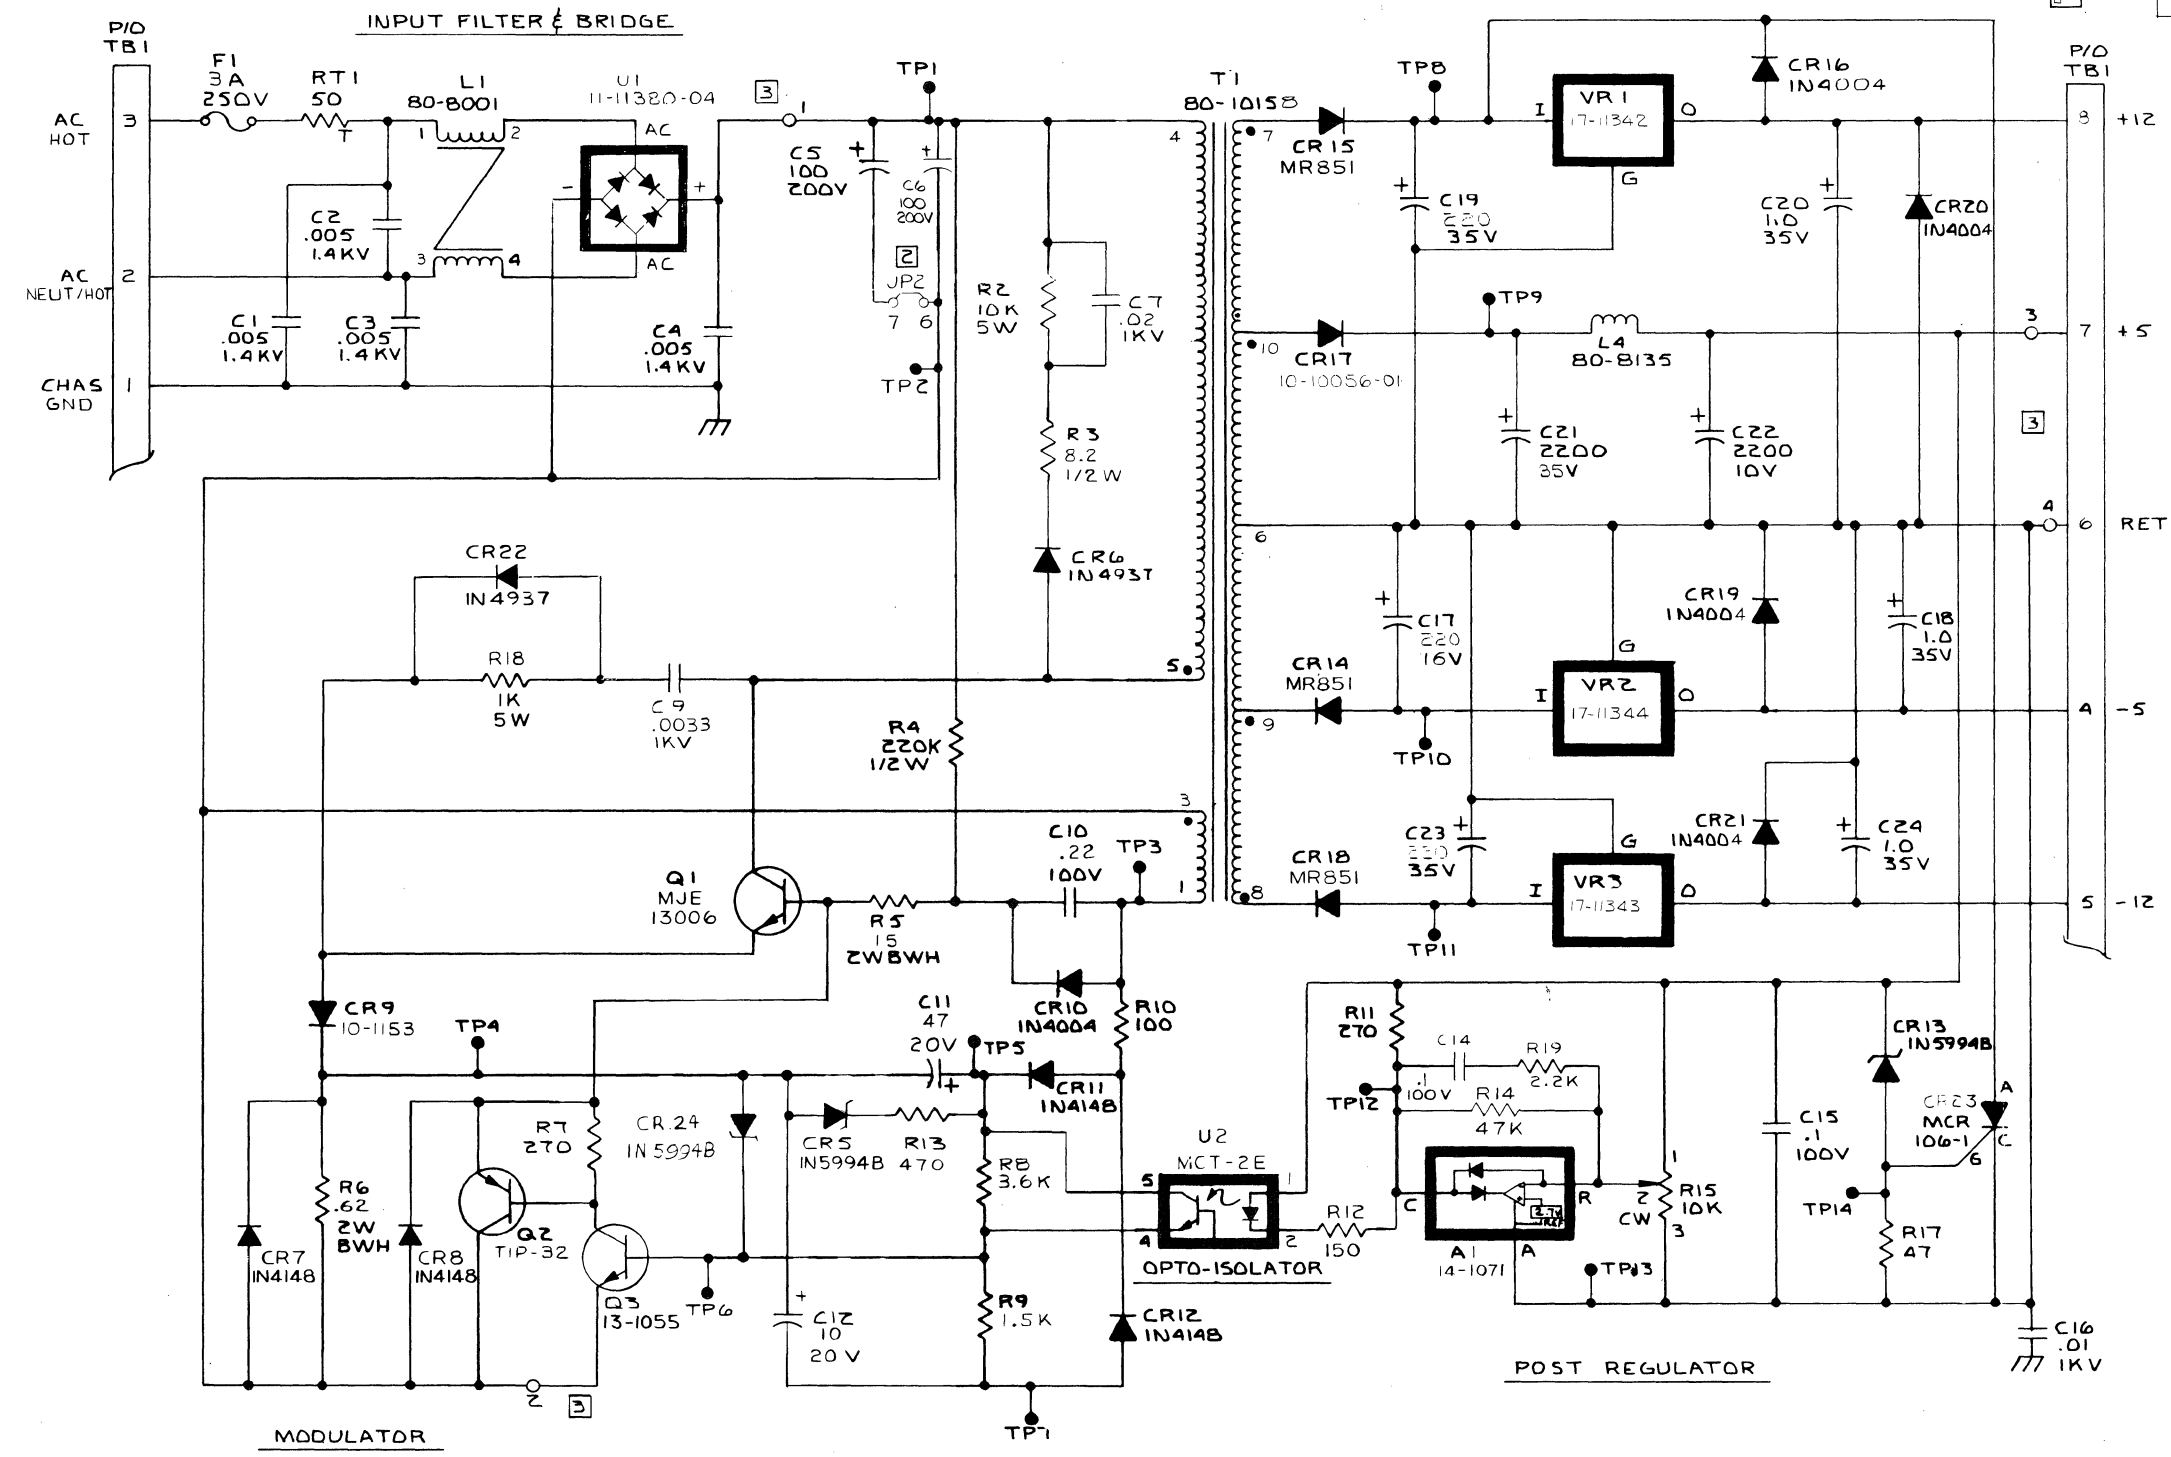 INPUT FILTER & BRIDGE
P/O
TB1
F1
3A
250V
RT1
50
T
L1
80-8001
1
2
3
4
U1
11-11380-04
AC
AC
-
+
3
1
AC
HOT
3
AC
NEUT/HOT
2
CHAS
GND
1
C2
.005
1.4KV
C1
.005
1.4KV
C3
.005
1.4KV
C4
.005
1.4KV
TP1
C5
100
200V
+
C6
100
200V
+
2
JP2
7 6
TP2
R2
10K
5W
C7
.02
1KV
R3
8.2
1/2W
CR6
1N4937
T1
80-10158
4
5
3
1
7
10
6
9
8
CR15
MR851
TP8
VR1
17-11342
I
O
G
CR16
1N4004
P/O
TB1
8
+12
+
C19
220
35V
+
C20
1.0
35V
CR20
1N4004
CR17
10-10056-01
TP9
L4
80-8135
3
7
+5
+
C21
2200
35V
+
C22
2200
10V
3
4
6
RET
CR22
1N4937
R18
1K
5W
C9
.0033
1KV
R4
220K
1/2W
+
C17
220
16V
CR14
MR851
TP10
VR2
17-11344
I
O
G
CR19
1N4004
+
C18
1.0
35V
4
-5
Q1
MJE
13006
R5
15
2WBWH
C10
.22
100V
TP3
CR10
1N4004
R10
100
CR18
MR851
TP11
+
C23
220
35V
VR3
17-11343
I
O
G
CR21
1N4004
+
C24
1.0
35V
5
-12
CR9
10-1153
TP4
C11
47
20V
+
TP5
CR11
1N4148
R7
270
CR24
1N5994B
CR5
1N5994B
R13
470
R8
3.6K
R6
.62
2W
BWH
CR7
1N4148
CR8
1N4148
Q2
TIP-32
Q3
13-1055
TP6
+
C12
10
20V
R9
1.5K
CR12
1N4148
TP7
2
3
MODULATOR
U2
MCT-2E
5
4
1
2
OPTO-ISOLATOR
R12
150
R11
270
TP12
C14
.1
100V
R19
2.2K
R14
47K
C
R
A
2.7V
A1
14-1071
TP13
1
2
CW
3
R15
10K
C15
.1
100V
CR13
1N5994B
CR23
MCR
106-1
A
C
G
TP14
R17
47
C16
.01
1KV
POST REGULATOR